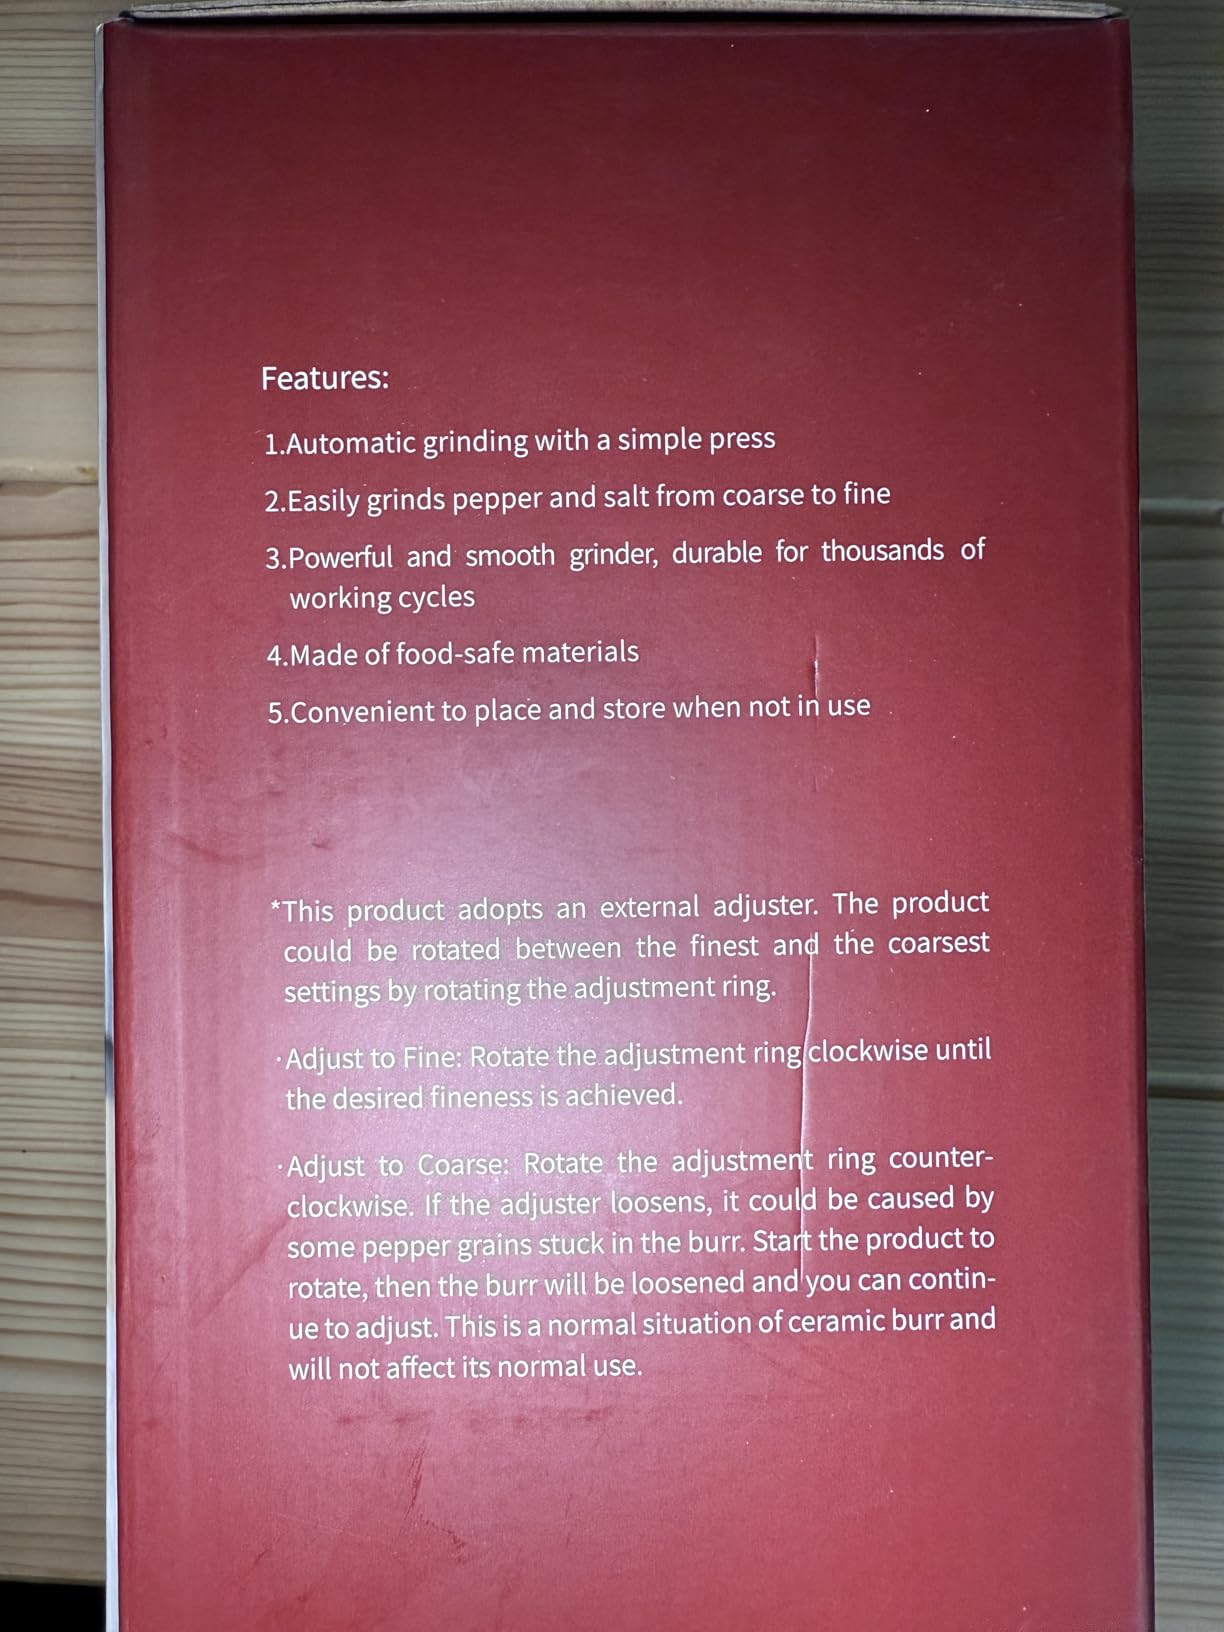 Features:
1.Automatic grinding with a simple press
2.Easily grinds pepper and salt from coarse to fine
3.Powerful and smooth grinder, durable for thousands of
working cycles
4.Made of food-safe materials
5.Convenient to place and store when not in use
*This product adopts an external adjuster. The product
could be rotated between the finest and the coarsest
settings by rotating the adjustment ring.
·Adjust to Fine: Rotate the adjustment ring clockwise until
the desired fineness is achieved.
·Adjust to Coarse: Rotate the adjustment ring counter-
clockwise. If the adjuster loosens, it could be caused by
some pepper grains stuck in the burr. Start the product to
rotate, then the burr will be loosened and you can contin-
ue to adjust. This is a normal situation of ceramic burr and
will not affect its normal use.